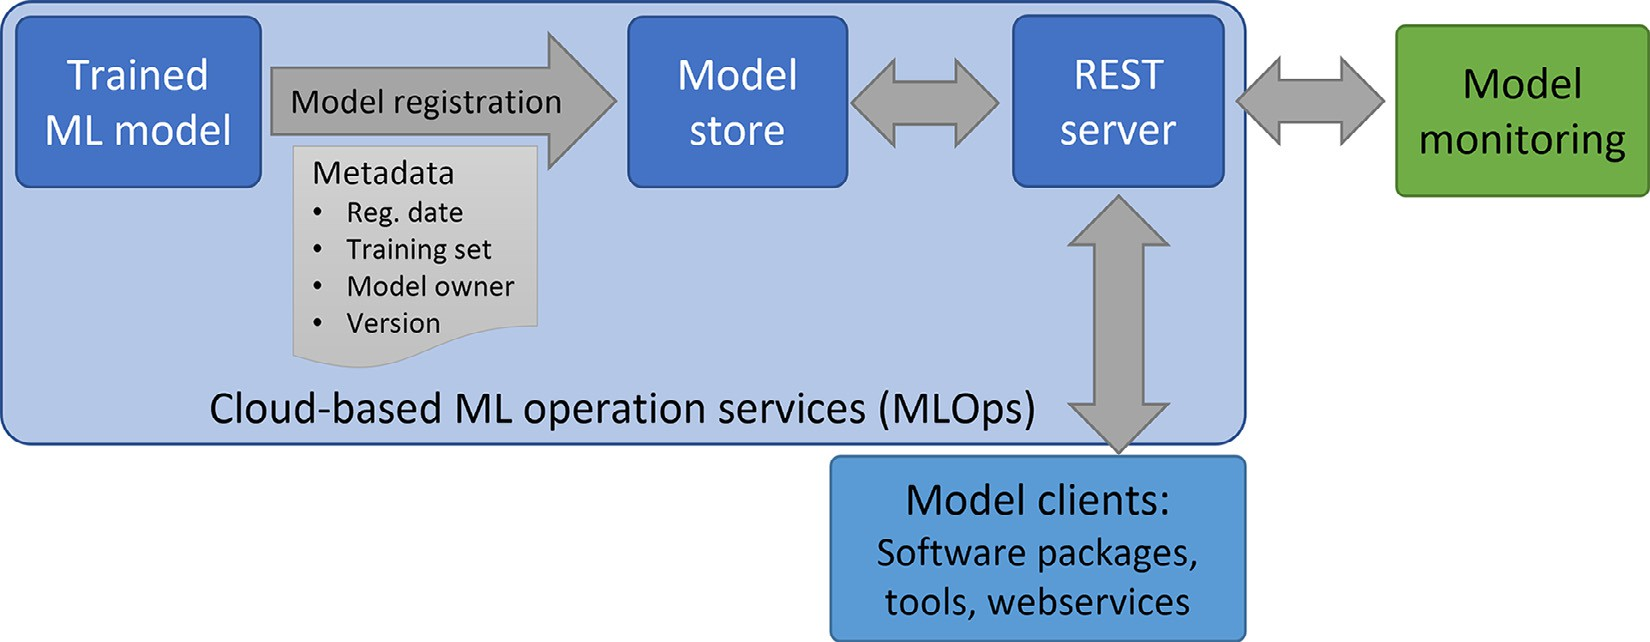 Trained
ML model
Model registration
Model
store
REST
server
Model
monitoring
Metadata
• Reg. date
• Training set
• Model owner
• Version
Cloud-based ML operation services (MLOps)
Model clients:
Software packages,
tools, webservices